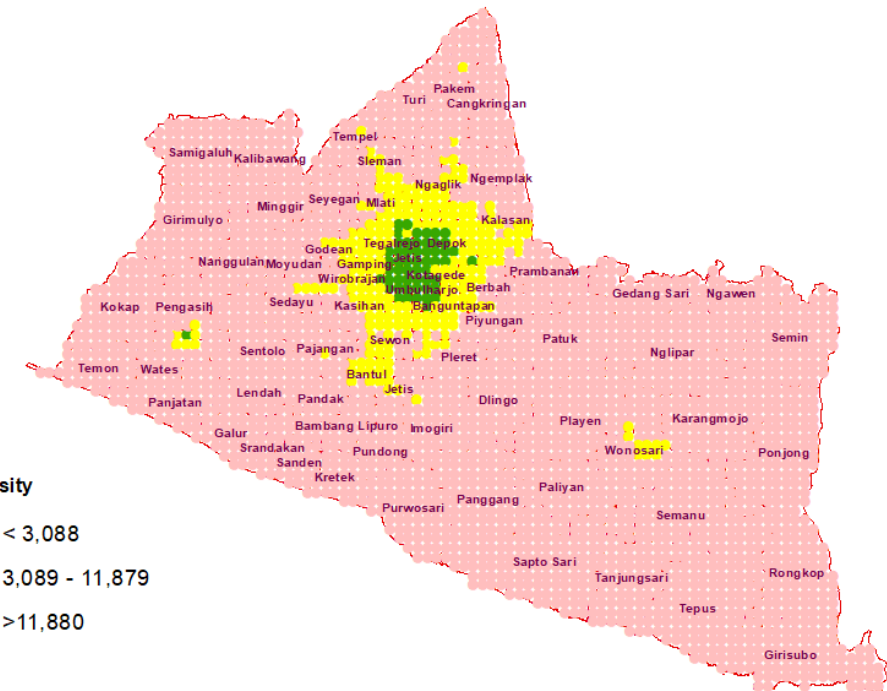 Pakem
Turi
Cangkringan
Tempel
Samigaluh
Kalibawang
Sleman
Ngaglik
Ngemplak
Minggir
Seyegan
Mlati
Girimulyo
Kalasan
Godean
Tegalrejo
Depok
Jetis
Nanggulan
Moyudan
Gamping
Kotagede
Prambanan
Wirobrajan
Umbulharjo
Berbah
Gedang Sari
Ngawen
Kokap
Pengasih
Sedayu
Kasihan
Banguntapan
Piyungan
Sewon
Patuk
Semin
Sentolo
Pajangan
Pleret
Nglipar
Temon
Wates
Bantul
Jetis
Lendah
Pandak
Dlingo
Panjatan
Playen
Karangmojo
Galur
Bambang Lipuro
Imogiri
Srandakan
Pundong
Wonosari
Ponjong
Sanden
Kretek
Paliyan
sity
Purwosari
Panggang
Semanu
< 3,088
Sapto Sari
3,089 - 11,879
Tanjungsari
Rongkop
>11,880
Tepus
Girisubo